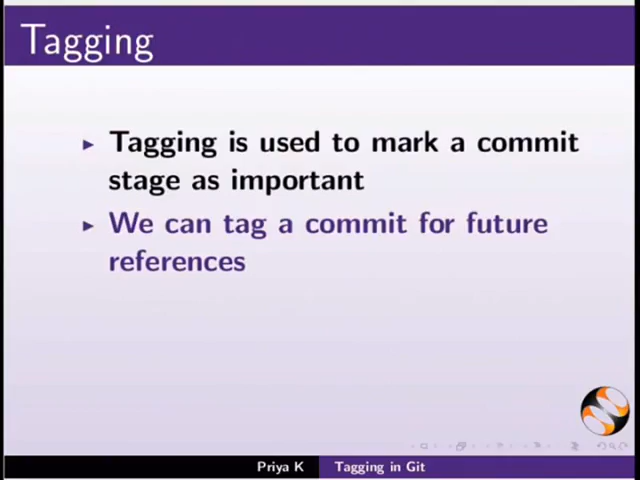 Tagging
Tagging is used to mark a commit
stage as important
We can tag a commit for future
references
Priya K
Tagging in Git